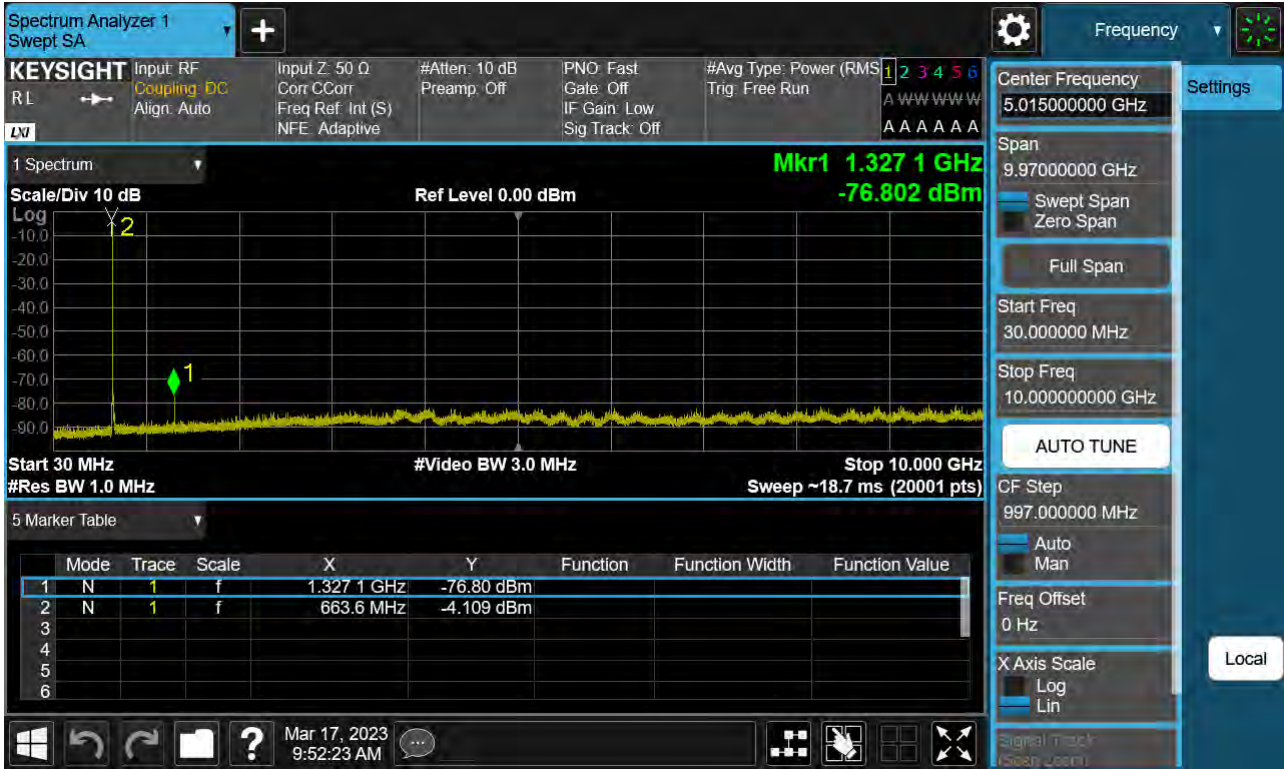 Spectrum Analyzer 1
Swept SA
+
Frequency
KEYSIGHT
RL
LXI
Input: RF
Coupling: DC
Align: Auto
Input Z: 50 Ω
Corr CCorr
Freq Ref: Int (S)
NFE: Adaptive
#Atten: 10 dB
Preamp: Off
PNO: Fast
Gate: Off
IF Gain: Low
Sig Track: Off
#Avg Type: Power (RMS
Trig: Free Run
1 2 3 4 5 6
A W W W W W
A A A A A A
1 Spectrum
Mkr1 1.327 1 GHz
-76.802 dBm
Scale/Div 10 dB
Ref Level 0.00 dBm
Log
-10.0
-20.0
-30.0
-40.0
-50.0
-60.0
-70.0
-80.0
-90.0
2
1
Start 30 MHz
#Video BW 3.0 MHz
Stop 10.000 GHz
#Res BW 1.0 MHz
Sweep ~18.7 ms (20001 pts)
5 Marker Table
Mode Trace Scale X Y Function Function Width Function Value
1 N 1 f 1.327 1 GHz -76.80 dBm
2 N 1 f 663.6 MHz -4.109 dBm
3
4
5
6
?
Mar 17, 2023
9:52:23 AM
Center Frequency
5.015000000 GHz
Settings
Span
9.97000000 GHz
Swept Span
Zero Span
Full Span
Start Freq
30.000000 MHz
Stop Freq
10.000000000 GHz
AUTO TUNE
CF Step
997.000000 MHz
Auto
Man
Freq Offset
0 Hz
X Axis Scale
Log
Lin
Local
Signal Track
(Span Zoom)